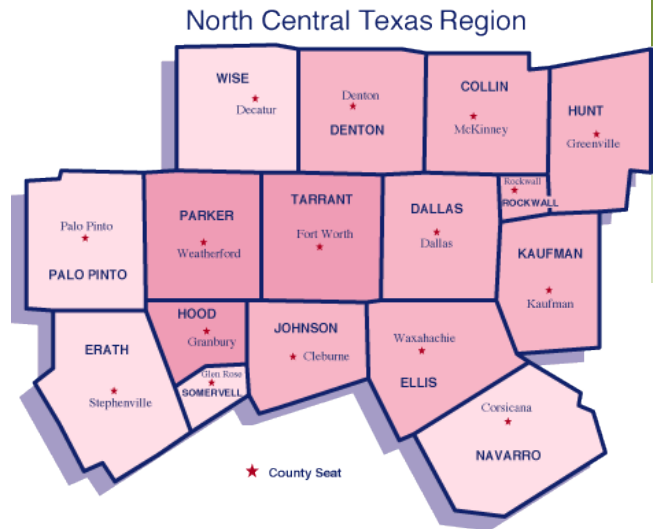 North Central Texas Region
WISE
Decatur
Denton
DENTON
COLLIN
McKinney
HUNT
Greenville
Palo Pinto
PALO PINTO
PARKER
Weatherford
TARRANT
Fort Worth
DALLAS
Dallas
Rockwall
ROCKWALL
KAUFMAN
Kaufman
ERATH
Stephenville
HOOD
Granbury
Glen Rose
SOMERVELL
JOHNSON
Cleburne
Waxahachie
ELLIS
Corsicana
NAVARRO
County Seat